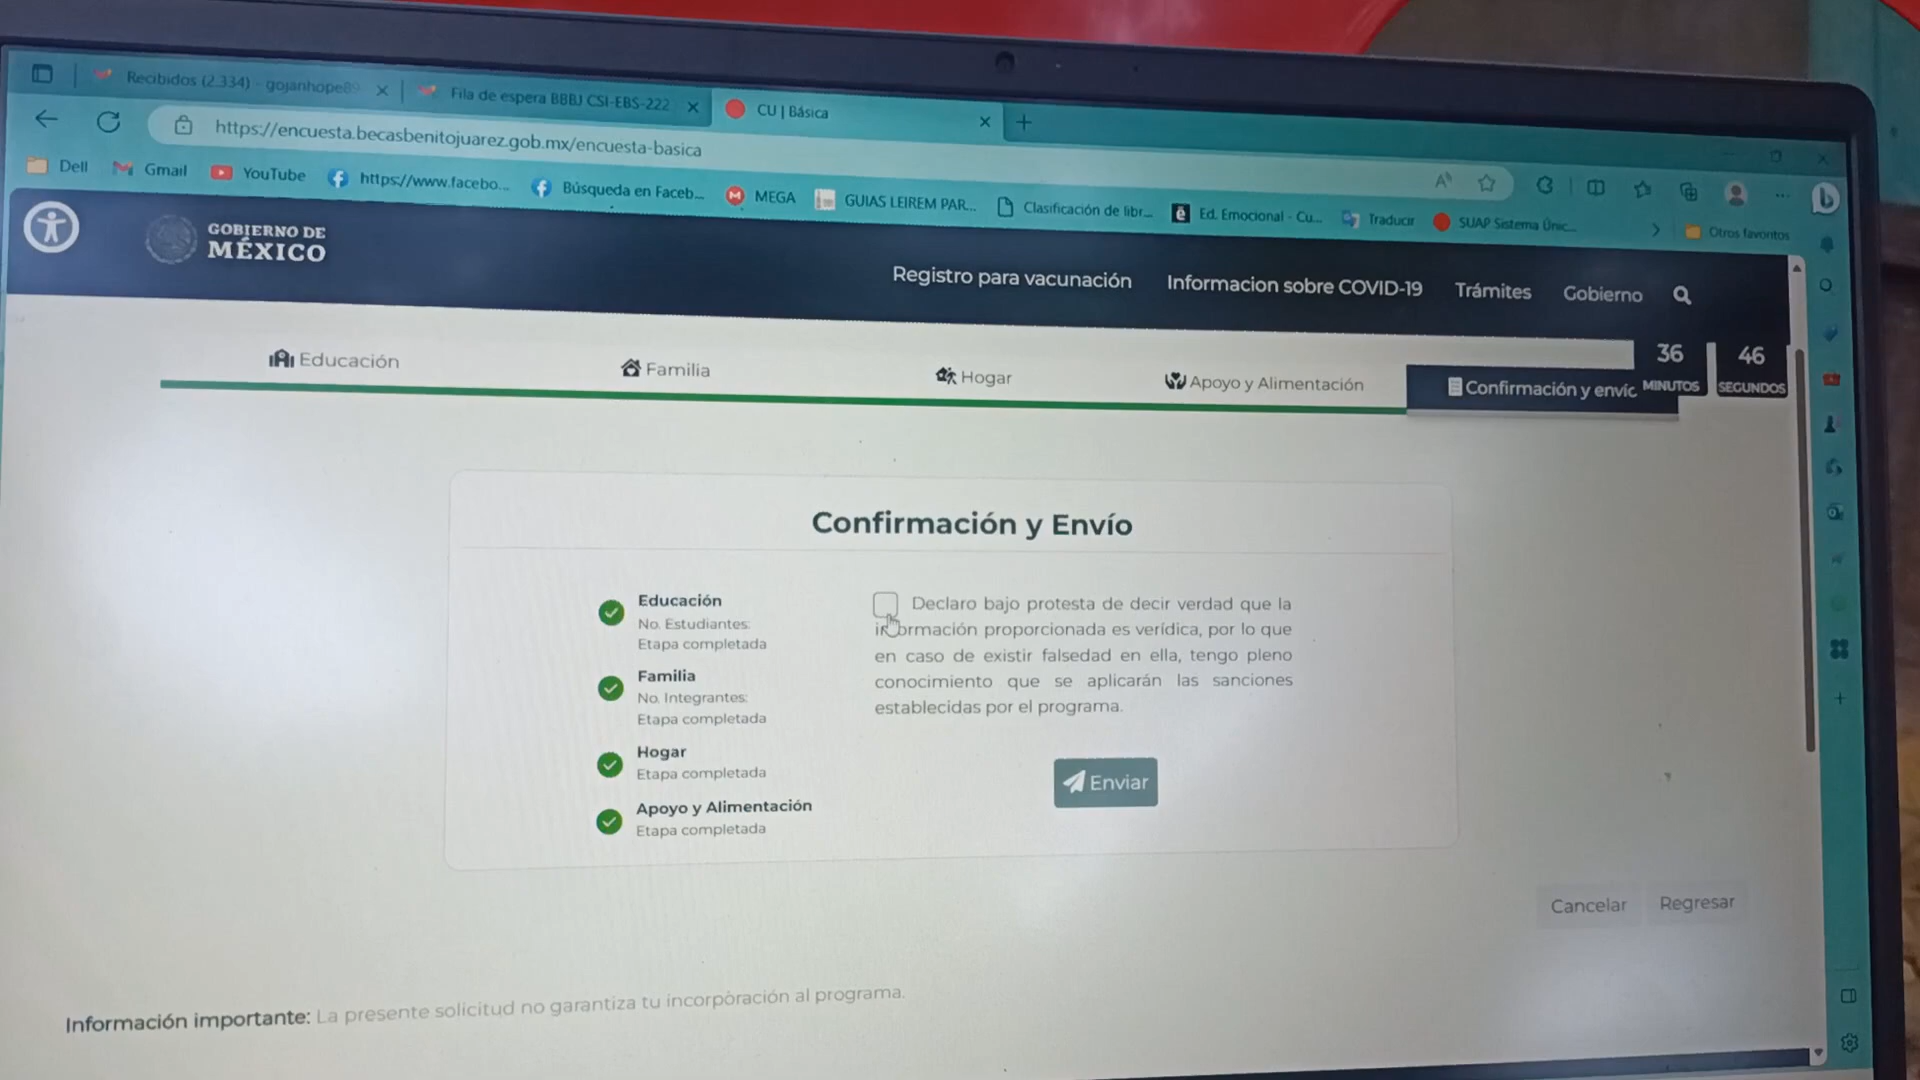 Recibidos (2.334) - gojanhope89
Fila de espera BBBJ CSI-EBS-222
CU | Básica
https://encuesta.becasbenitojuarez.gob.mx/encuesta-basica
Dell
Gmail
YouTube
https://www.facebo...
Búsqueda en Faceb...
MEGA
GUIAS LEIREM PAR...
Clasificación de libr...
Ed. Emocional - Cu...
Traducir
SUAP Sistema Únic...
Otros favoritos
GOBIERNO DE
MÉXICO
Registro para vacunación
Informacion sobre COVID-19
Trámites
Gobierno
36
MINUTOS
46
SEGUNDOS
Educación
Familia
Hogar
Apoyo y Alimentación
Confirmación y envíc
Confirmación y Envío
Educación
No. Estudiantes:
Etapa completada
Familia
No. Integrantes:
Etapa completada
Hogar
Etapa completada
Apoyo y Alimentación
Etapa completada
Declaro bajo protesta de decir verdad que la
información proporcionada es verídica, por lo que
en caso de existir falsedad en ella, tengo pleno
conocimiento que se aplicarán las sanciones
establecidas por el programa.
Enviar
Cancelar
Regresar
Información importante: La presente solicitud no garantiza tu incorporación al programa.